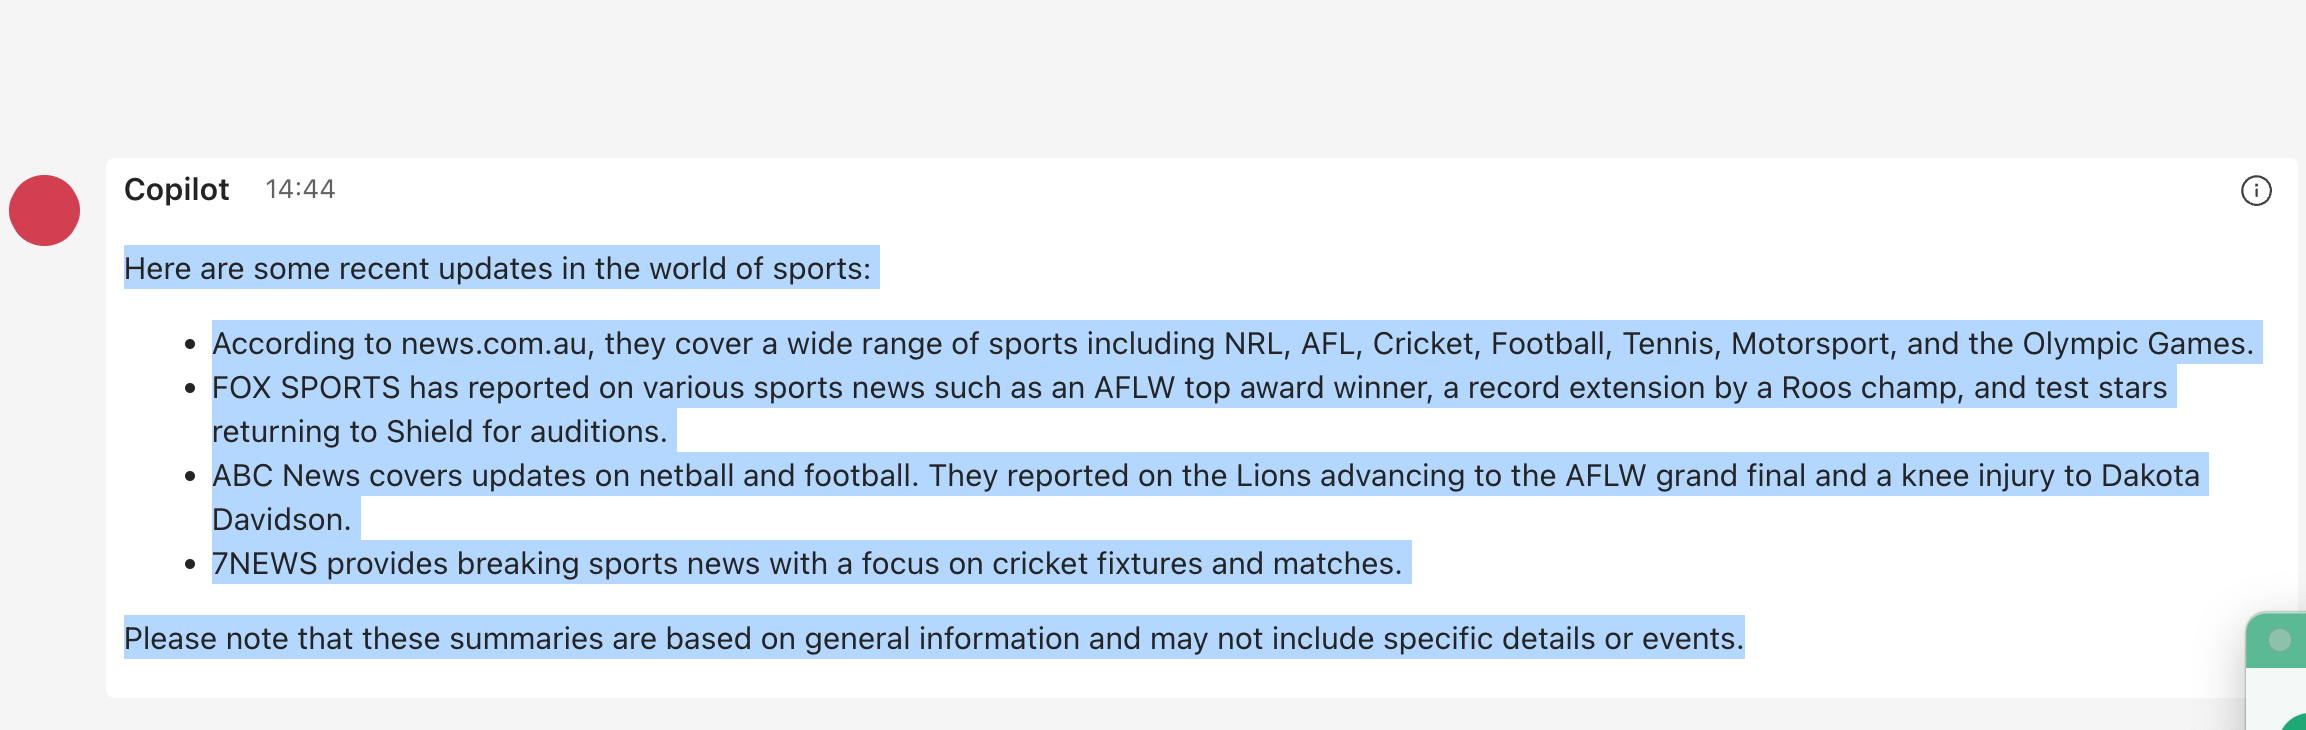 Copilot 14:44
Here are some recent updates in the world of sports:
• According to news.com.au, they cover a wide range of sports including NRL, AFL, Cricket, Football, Tennis, Motorsport, and the Olympic Games.
• FOX SPORTS has reported on various sports news such as an AFLW top award winner, a record extension by a Roos champ, and test stars
returning to Shield for auditions.
• ABC News covers updates on netball and football. They reported on the Lions advancing to the AFLW grand final and a knee injury to Dakota
Davidson.
• 7NEWS provides breaking sports news with a focus on cricket fixtures and matches.
Please note that these summaries are based on general information and may not include specific details or events.